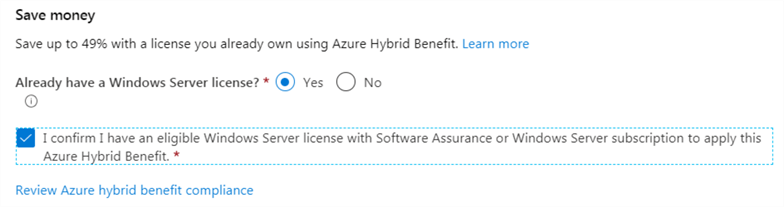 Save money
Save up to 49% with a license you already own using Azure Hybrid Benefit. Learn more
Already have a Windows Server license? * Yes No
I confirm I have an eligible Windows Server license with Software Assurance or Windows Server subscription to apply this
Azure Hybrid Benefit. *
Review Azure hybrid benefit compliance